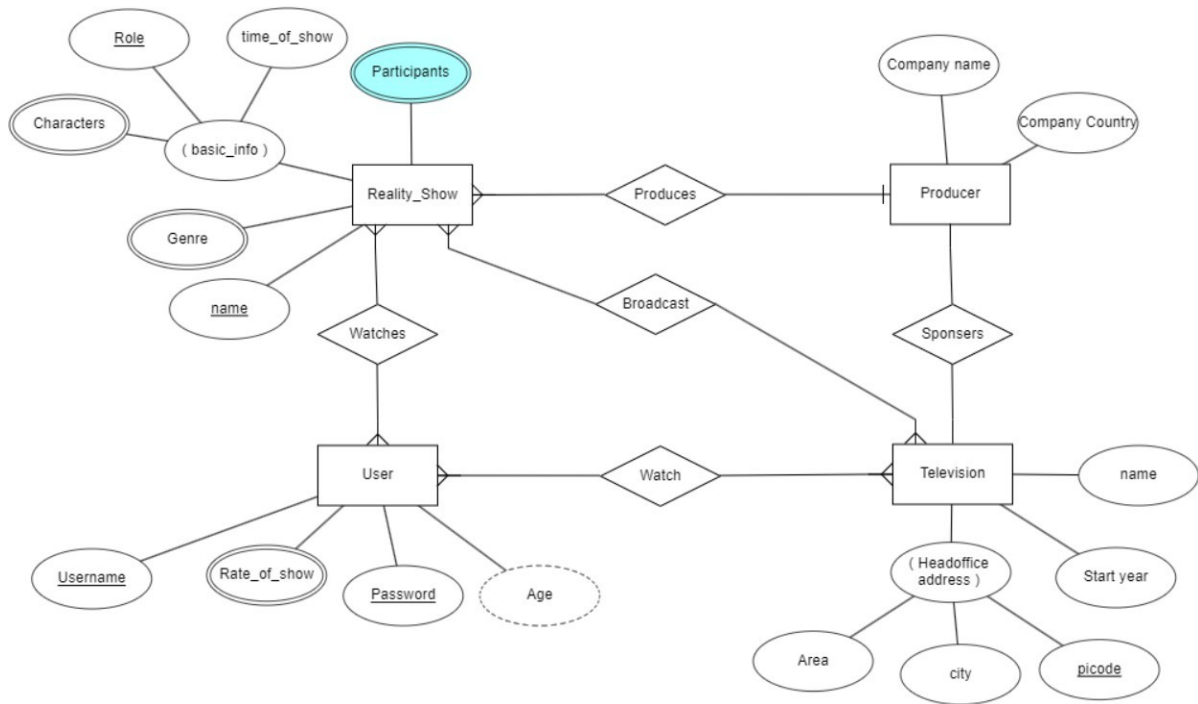 Role
time_of_show
Participants
Company name
Characters
( basic_info )
Company Country
Reality_Show
Produces
Producer
Genre
name
Broadcast
Watches
Sponsers
User
Watch
Television
name
Username
Rate_of_show
Password
Age
( Headoffice
address )
Start year
Area
city
picode